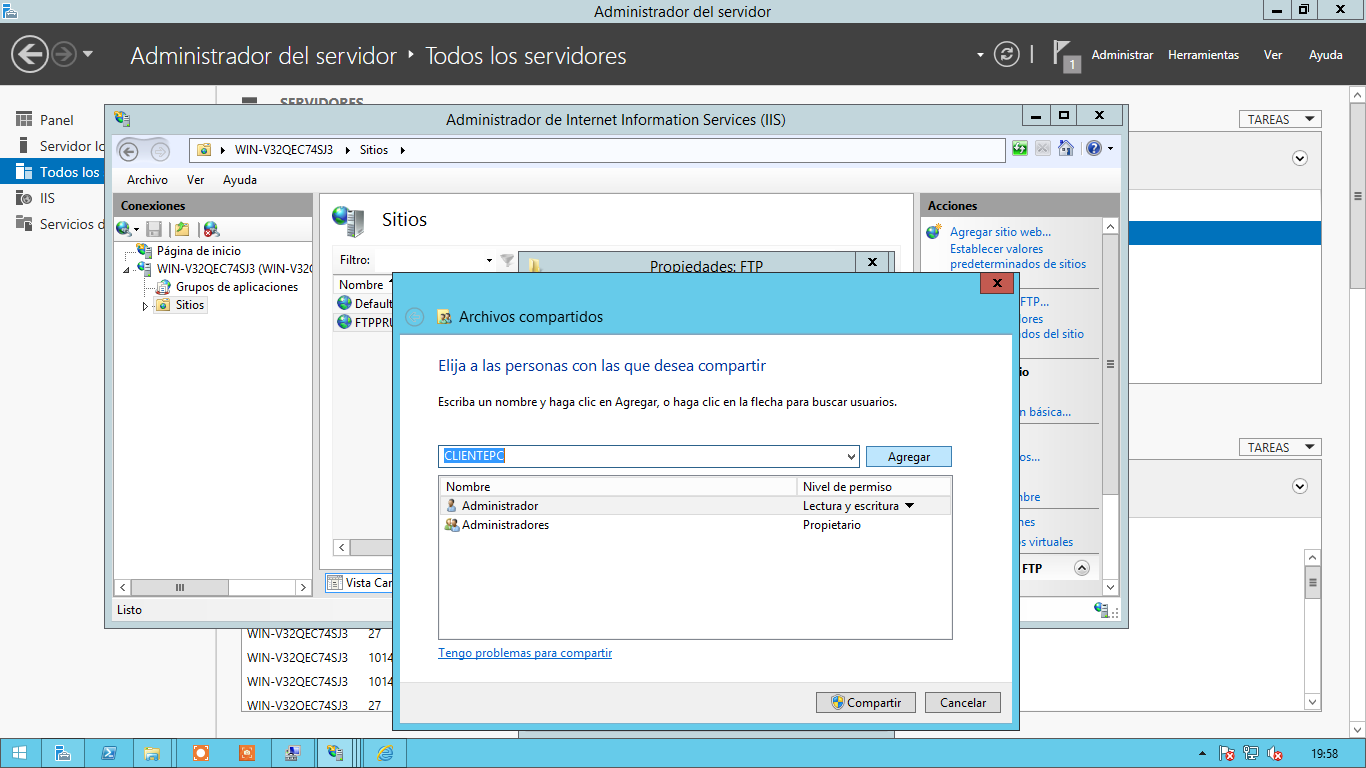 Administrador del servidor
Administrador del servidor ‣ Todos los servidores
1
Administrar Herramientas Ver Ayuda
Panel
Servidor lo
Todos los
IIS
Servicios d
SERVIDORES
TAREAS
Administrador de Internet Information Services (IIS)
WIN-V32QEC74SJ3 Sitios
Archivo Ver Ayuda
Conexiones
Página de inicio
WIN-V32QEC74SJ3 (WIN-V32
Grupos de aplicaciones
Sitios
Listo
Sitios
Filtro:
Nombre
Default
FTPPRU
Vista Car
Propiedades: FTP
Acciones
Agregar sitio web...
Establecer valores
predeterminados de sitios
FTP...
lores
dos del sitio
io
n básica...
os...
mbre
nes
s virtuales
FTP
Archivos compartidos
Elija a las personas con las que desea compartir
Escriba un nombre y haga clic en Agregar, o haga clic en la flecha para buscar usuarios.
CLIENTEPC
Agregar
Nombre Nivel de permiso
Administrador Lectura y escritura
Administradores Propietario
Tengo problemas para compartir
Compartir Cancelar
TAREAS
WIN-V32QEC74SJ3 27
WIN-V32QEC74SJ3 1014
WIN-V32QEC74SJ3 1014
WIN-V32QEC74SJ3 27
19:58